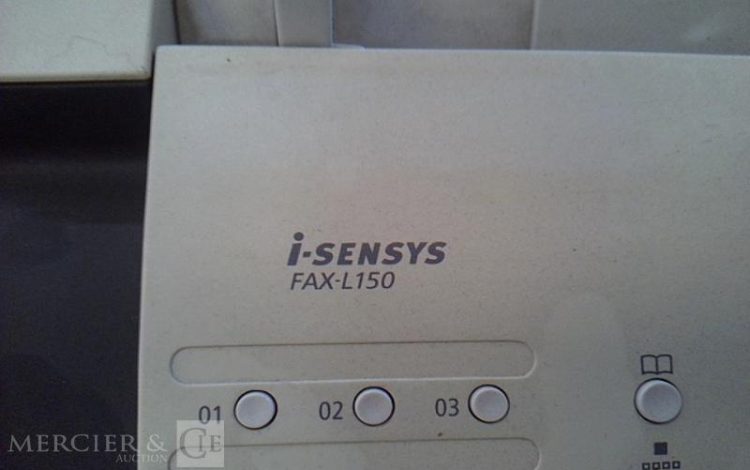 i-SENSYS
FAX-L150
01 02 03
MERCIER & CIE
AUCTION